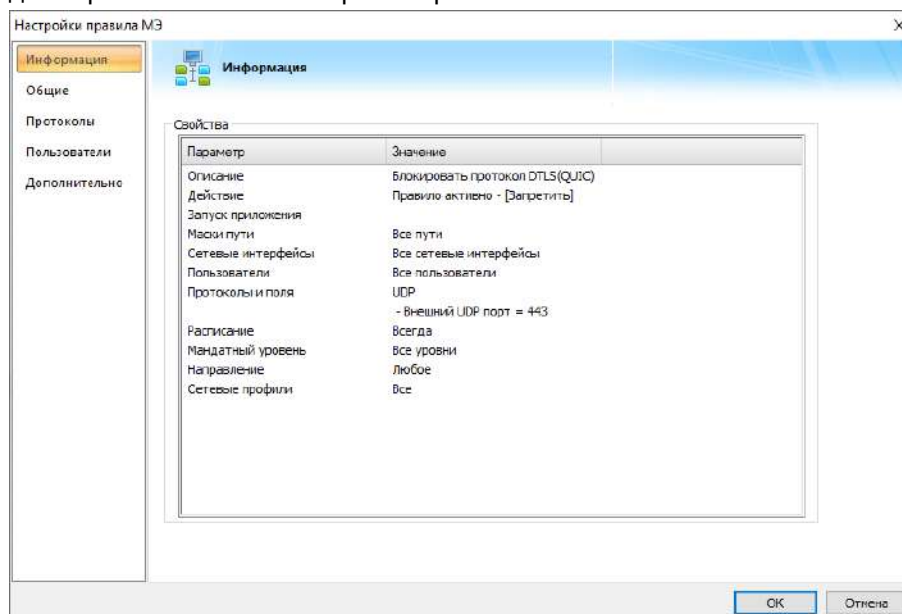 Настройки правила МЭ
Информация
Информация
Общие
Протоколы
Пользователи
Дополнительно
Свойства
Параметр Значение
Описание Блокировать протокол DTLS(QUIC)
Действие Правило активно - [Запретить]
Запуск приложения
Маски пути Все пути
Сетевые интерфейсы Все сетевые интерфейсы
Пользователи Все пользователи
Протоколы и поля UDP
- Внешний UDP порт = 443
Расписание Всегда
Мандатный уровень Все уровни
Направление Любое
Сетевые профили Все
ОК Отмена